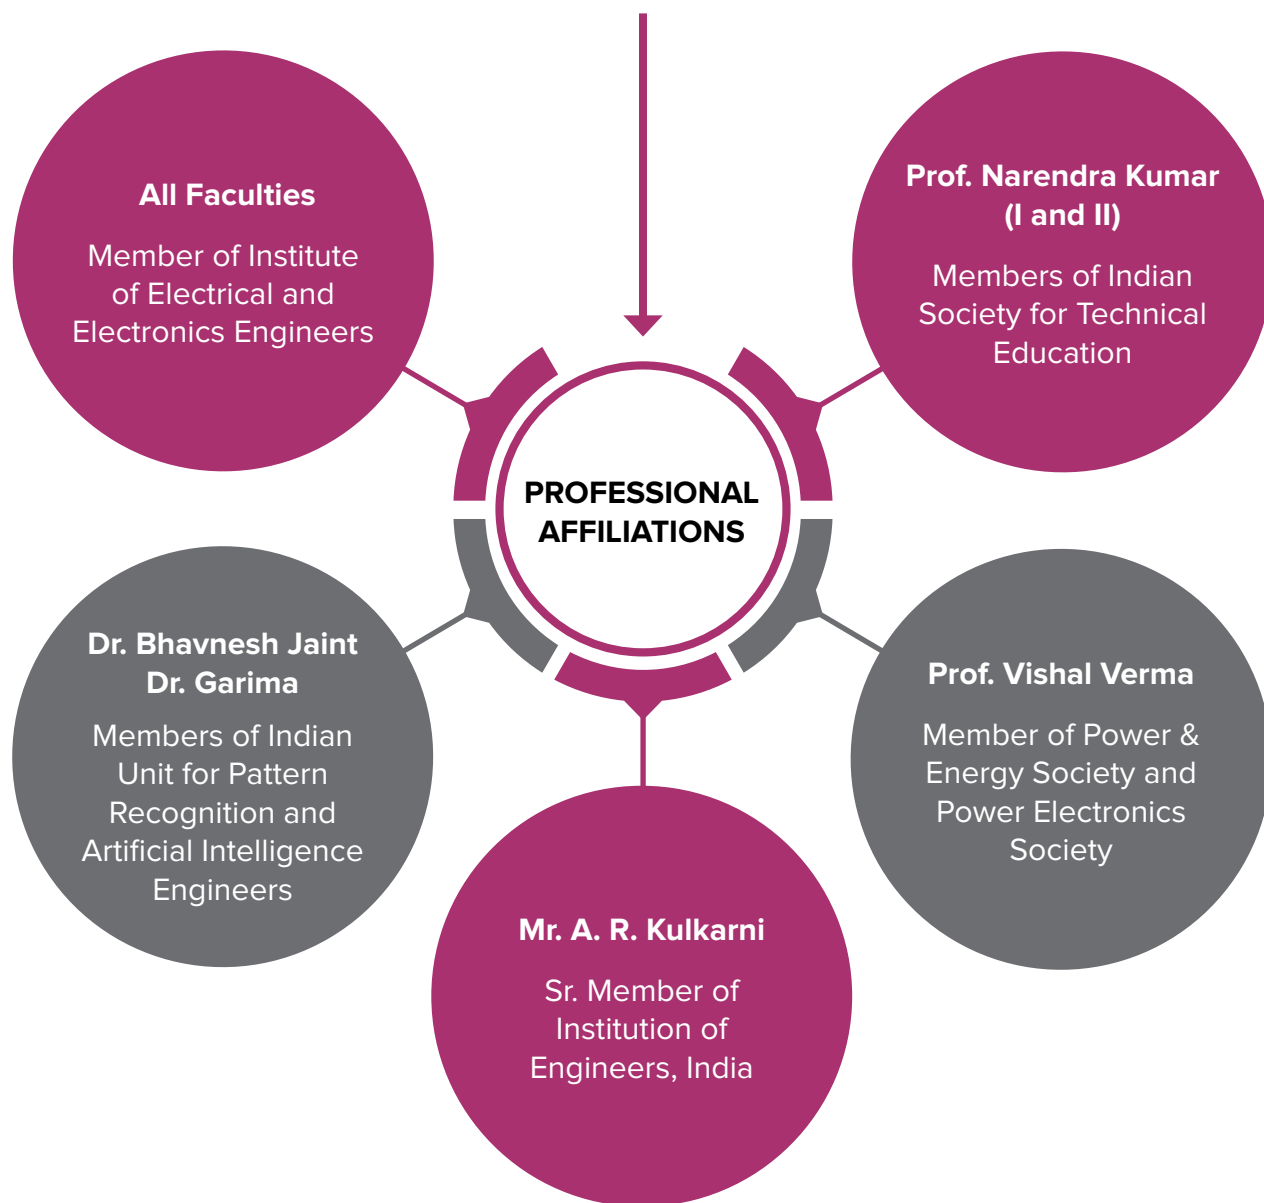 All Faculties
Member of Institute
of Electrical and
Electronics Engineers
Prof. Narendra Kumar
(I and II)
Members of Indian
Society for Technical
Education
PROFESSIONAL
AFFILIATIONS
Dr. Bhavnesh Jaint
Dr. Garima
Members of Indian
Unit for Pattern
Recognition and
Artificial Intelligence
Engineers
Prof. Vishal Verma
Member of Power &
Energy Society and
Power Electronics
Society
Mr. A. R. Kulkarni
Sr. Member of
Institution of
Engineers, India